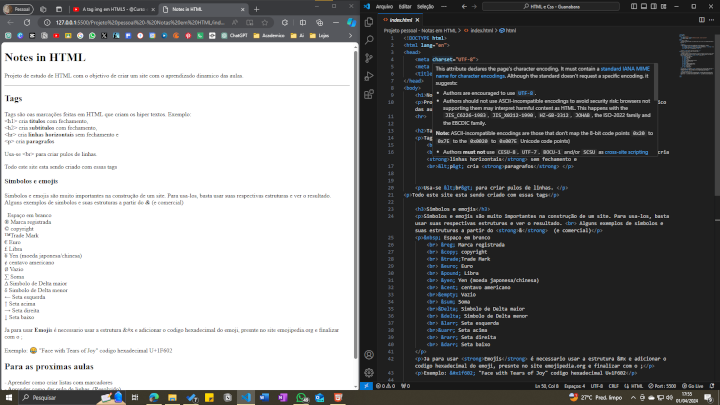 Pessoal
A tag img em HTML5 - @Curso
Notes in HTML
127.0.0.1:5500/Projeto%20pessoal%20-%20Notas%20em%20HTML/inde
ChatGPT
Academico
Ai
Lojas
Notes in HTML
Projeto de estudo de HTML com o objetivo de criar um site com o aprendizado dinamico das aulas
Tags
Tags são nas marcações feitas em HTML que criam os hiper textos. Exemplo:
<h1> cria titulos com fechamento,
<h2> cria subtitulos com fechamento,
<hr> cria linhas horizontais sem fechamento e
<p> cria paragrafos
Usa-se <br> para criar pulos de linhas.
Todo este site esta sendo criado com essas tags
Símbolos e emojis
Símbolos e emojis são muito importantes na construção de um site. Para usa-los, basta usar suas respectivas estruturas e ver o resultado.
Alguns exemplos de simbolos e suas estruturas a partir do & (e comercial)
Espaço em branco
® Marca registrada
© copyright
™Trade Mark
€ Euro
£ Libra
¥ Yen (moeda japonesa/chinesa)
¢ centavo americano
Ø Vazio
∑ Soma
Δ Simbolo de Delta maior
δ Simbolo de Delta menor
← Seta esquerda
↑ Seta acima
→ Seta direita
↓ Seta baixo
Ja para usar Emojis é necessario usar a estrutura &#x e adicionar o codigo hexadecimal do emoji, presnte no site emojipedia.org e finalizar
com o ;
Exemplo: 😂 "Face with Tears of Joy" codigo hexadecimal U+1F602
Para as proximas aulas
- Aprender como criar listas com marcadores
Pesquisar
File
Edit
Selection
HTML e Css - Guanabara
index.html
Projeto pessoal - Notas em HTML > index.html > html
1 <!DOCTYPE html>
2 <html lang="en">
3 <head>
4 <meta charset="UTF-8">
<meta
<title
</head>
<body>
This attribute declares the page's character encoding. It must contain a standard IANA MIME
name for character encodings. Although the standard doesn't request a specific encoding, it
suggests:
• Authors are encouraged to use UTF-8.
• Authors should not use ASCII-incompatible encodings to avoid security risk: browsers not
supporting them may interpret harmful content as HTML. This happens with the
JIS_C6226-1983, JIS_X0212-1990, HZ-GB-2312, JOHAB, the ISO-2022 family and
the EBCDIC family.
Note: ASCII-incompatible encodings are those that don't map the 8-bit code points 0x20 to
0x7E to the 0x0020 to 0x007E Unicode code points)
• Authors must not use CESU-8, UTF-7, BOCU-1 and/or SCSU as cross-site scripting
<strong>linhas horizontais</strong> sem fechamento e
<br>&lt;p&gt; cria <strong>paragrafos</strong> </p>
<p>Usa-se &lt;br&gt; para criar pulos de linhas. </p>
<p>Todo este site esta sendo criado com essas tags</p>
<h3>Símbolos e emojis</h3>
<p>Símbolos e emojis são muito importantes na construção de um site. Para usa-los, basta
usar suas respectivas estruturas e ver o resultado. <br> Alguns exemplos de simbolos e
suas estruturas a partir do <strong>&</strong> (e comercial)</p>
<p>&nbsp; Espaço em branco
<br> &reg; Marca registrada
<br> &copy; copyright
<br> &trade;Trade Mark
<br> &euro; Euro
<br> &pound; Libra
<br> &yen; Yen (moeda japonesa/chinesa)
<br> &cent; centavo americano
<br>&empty; Vazio
<br> &sum; Soma
<br>&Delta; Simbolo de Delta maior
<br> &delta; Simbolo de Delta menor
<br> &larr; Seta esquerda
<br> &uarr; Seta acima
<br> &rarr; Seta direita
<br> &darr; Seta baixo
</p>
<p>Ja para usar <strong>Emojis</strong> é necessario usar a estrutura &#x e adicionar o
codigo hexadecimal do emoji, presnte no site emojipedia.org e finalizar com o ;</p>
<p>Exemplo: &#x1f602; "Face with Tears of Joy" codigo hexadecimal U+1F602</p>
Ln 58, Col 8
Espaços: 4
UTF-8
CRLF
HTML
Port : 5500
Go Live
27°C Pred. limpo
17:55
01/04/2024